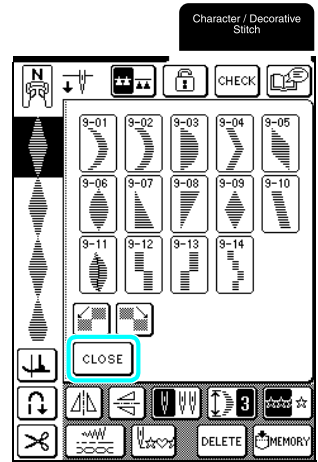 Character / Decorative
Stitch
N
CHECK
9-01 9-02 9-03 9-04 9-05
9-06 9-07 9-08 9-09 9-10
9-11 9-12 9-13 9-14
CLOSE
3
DELETE MEMORY